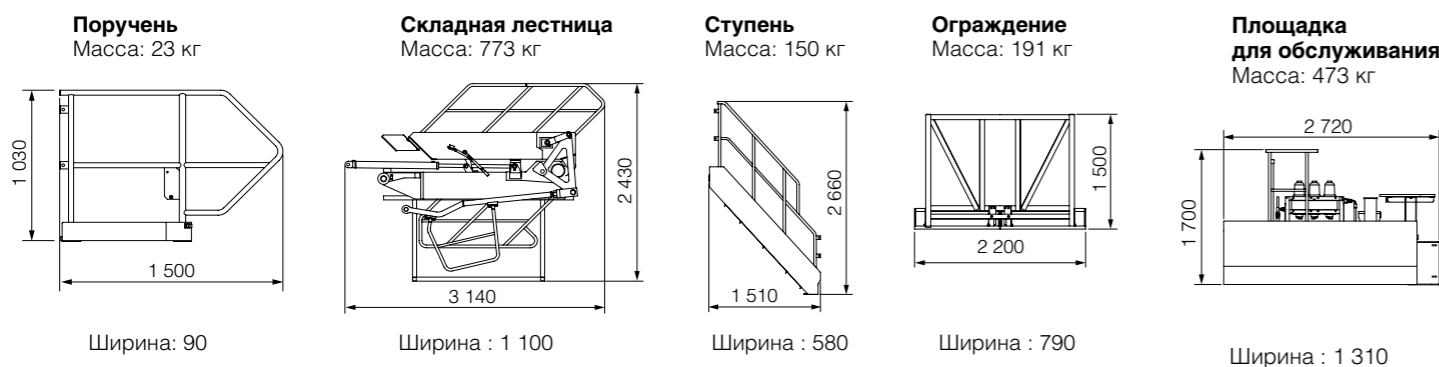 Поручень
Масса: 23 кг
1 030
1 500
Ширина: 90
Складная лестница
Масса: 773 кг
2 430
3 140
Ширина : 1 100
Ступень
Масса: 150 кг
2 660
1 510
Ширина : 580
Ограждение
Масса: 191 кг
1 500
2 200
Ширина : 790
Площадка
для обслуживания
Масса: 473 кг
2 720
1 700
Ширина : 1 310